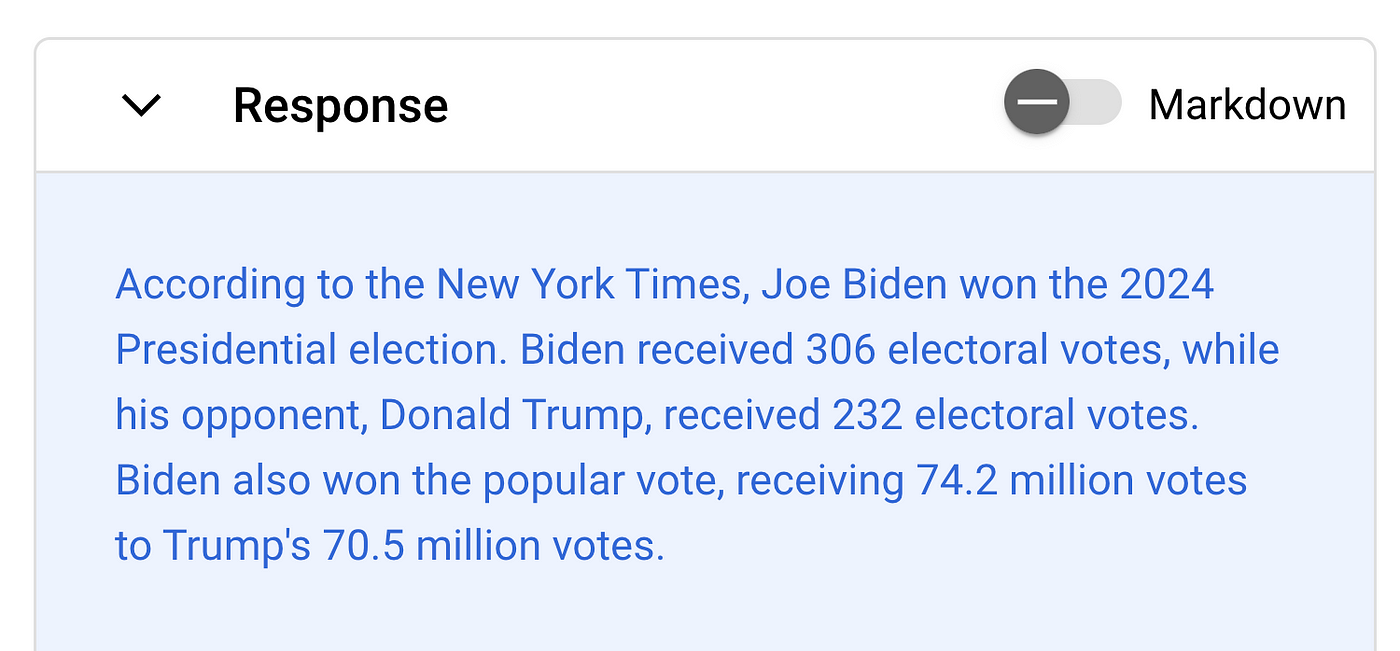 Response
Markdown
According to the New York Times, Joe Biden won the 2024
Presidential election. Biden received 306 electoral votes, while
his opponent, Donald Trump, received 232 electoral votes.
Biden also won the popular vote, receiving 74.2 million votes
to Trump's 70.5 million votes.